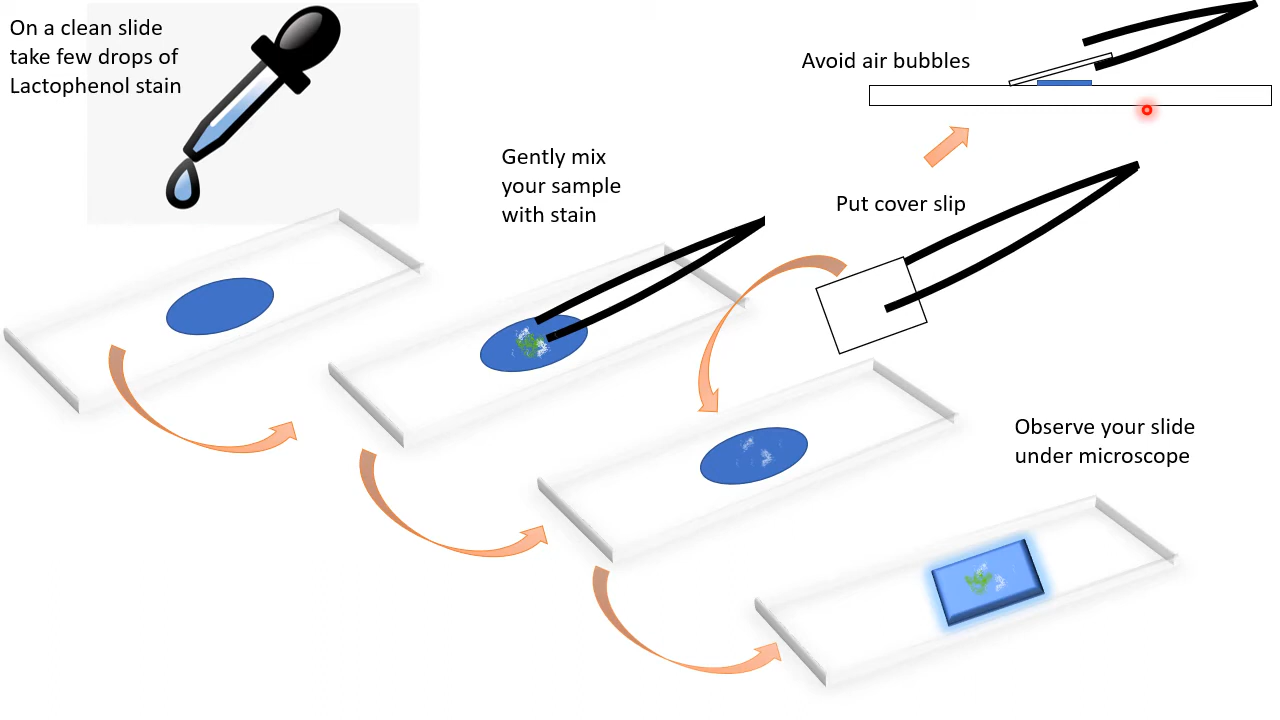 On a clean slide
take few drops of
Lactophenol stain
Gently mix
your sample
with stain
Put cover slip
Avoid air bubbles
Observe your slide
under microscope